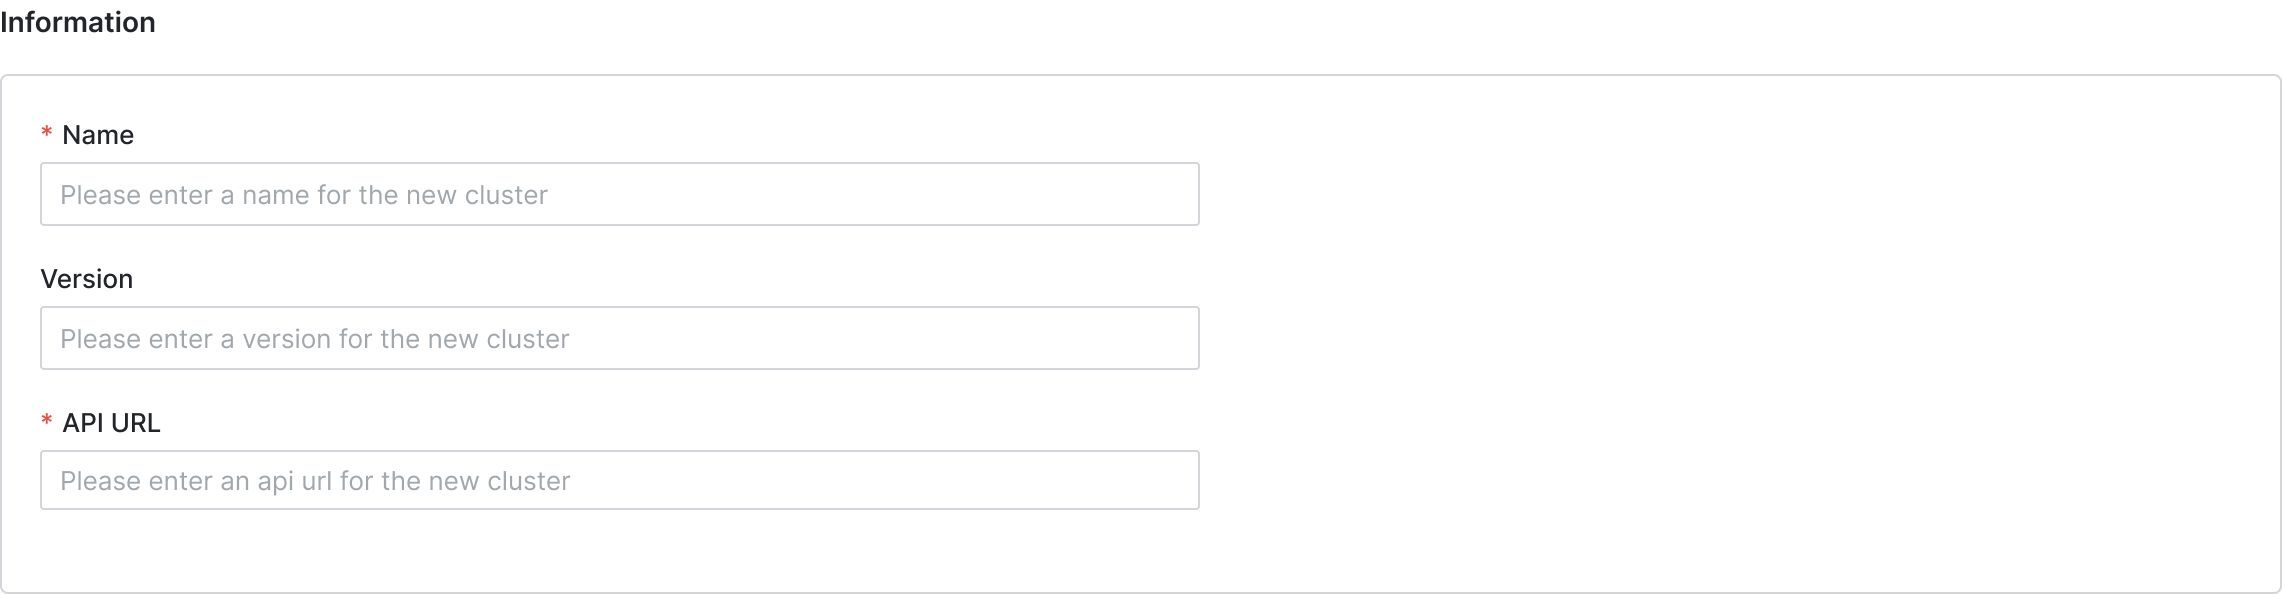 Information
* Name
Please enter a name for the new cluster
Version
Please enter a version for the new cluster
* API URL
Please enter an api url for the new cluster